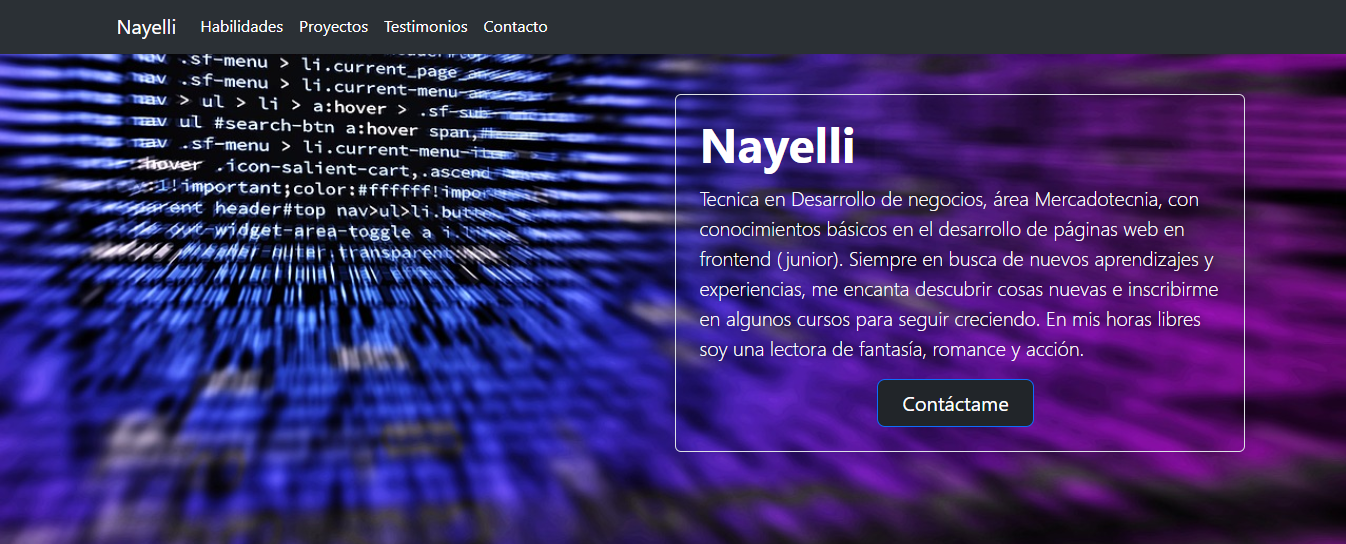 Nayelli Habilidades Proyectos Testimonios Contacto
nav .sf-menu > li.current_page
nav .sf-menu > li.current-menu-
nav > ul > li > a:hover > .sf-sub-
nav ul #search-btn a:hover span,
nav .sf-menu > li.current-menu-
:hover .icon-salient-cart,.ascend
!important;color:#ffffff!impor
header#top nav>ul>li.butt
-widget-area-toggle a i.
transparent
Nayelli
Tecnica en Desarrollo de negocios, área Mercadotecnia, con
conocimientos básicos en el desarrollo de páginas web en
frontend (junior). Siempre en busca de nuevos aprendizajes y
experiencias, me encanta descubrir cosas nuevas e inscribirme
en algunos cursos para seguir creciendo. En mis horas libres
soy una lectora de fantasía, romance y acción.
Contáctame